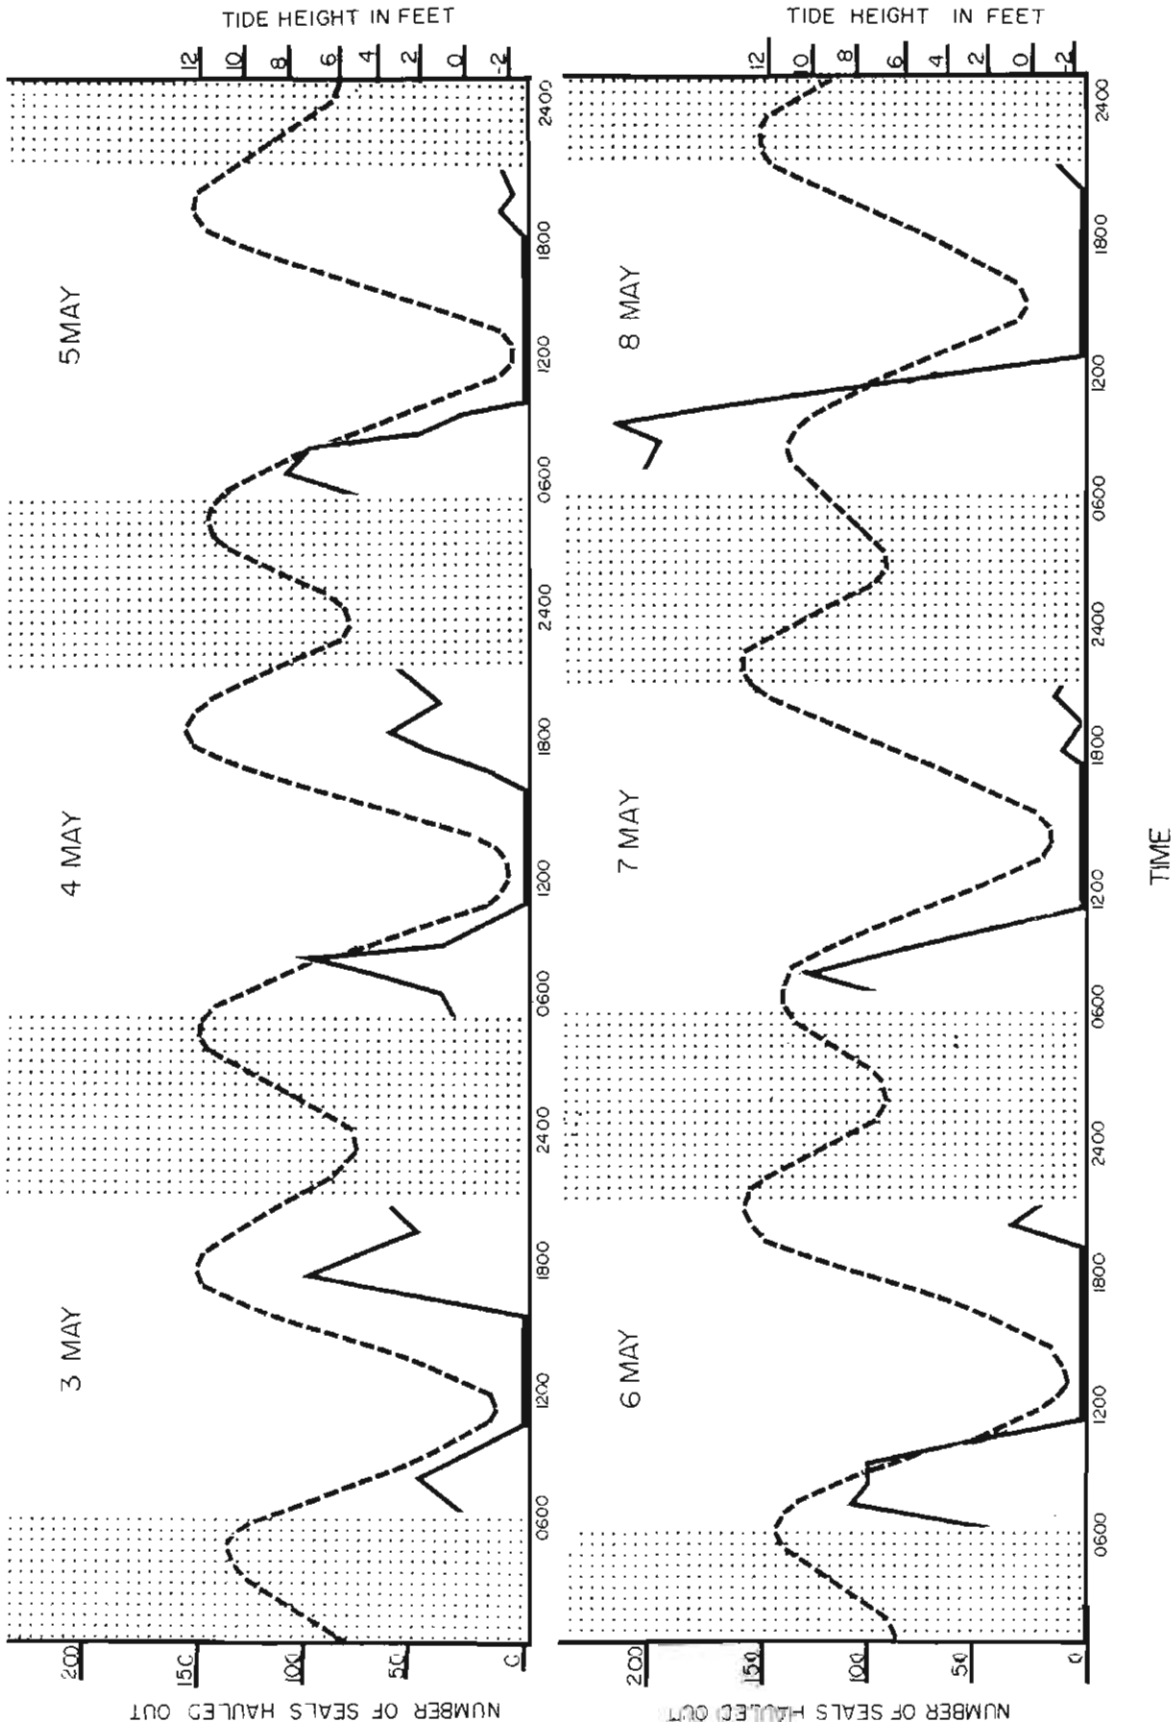 TIDE HEIGHT IN FEET
12 10 8 6 4 2 0 -2
3 MAY
4 MAY
5 MAY
0600 1200 1800 2400 0600 1200 1800 2400 0600 1200 1800 2400
NUMBER OF SEALS HAULED OUT
200 150 100 50 0
TIDE HEIGHT IN FEET
12 10 8 6 4 2 0 -2
6 MAY
7 MAY
8 MAY
0600 1200 1800 2400 0600 1200 1800 2400 0600 1200 1800 2400
NUMBER OF SEALS HAULED OUT
HAULED OUT
200 150 100 50 0
TIME